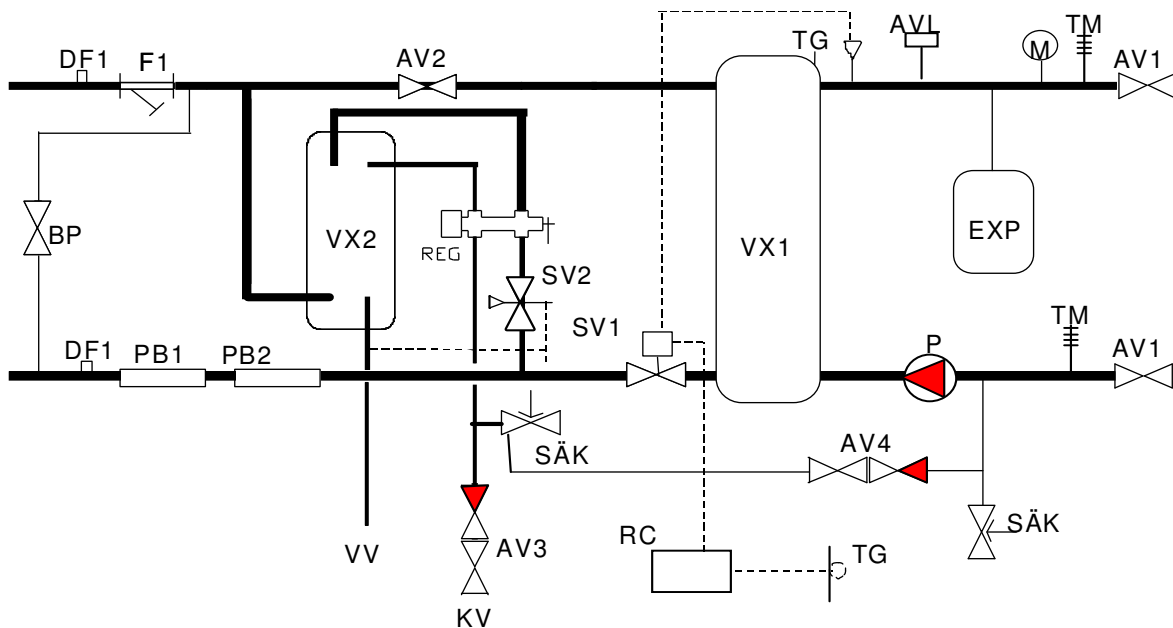 DF1
F1
AV2
TG
AVL
M
TM
AV1
BP
VX2
REG
SV2
SV1
VX1
EXP
DF1
PB1
PB2
P
TM
AV1
SÄK
AV4
SÄK
VV
AV3
KV
RC
TG